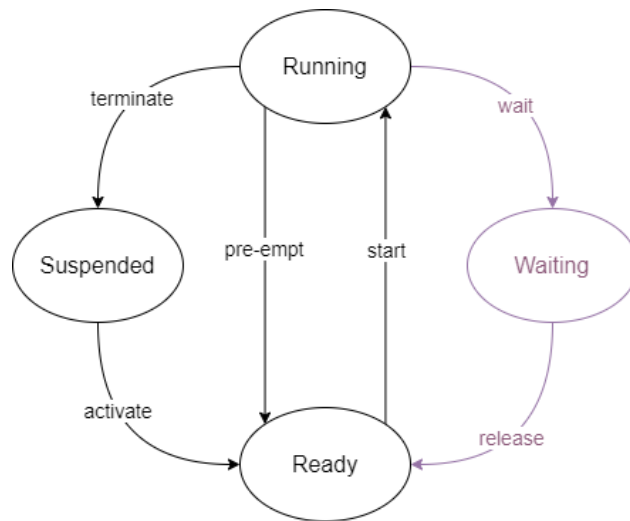 Running
terminate
wait
Suspended
pre-empt
start
Waiting
activate
release
Ready